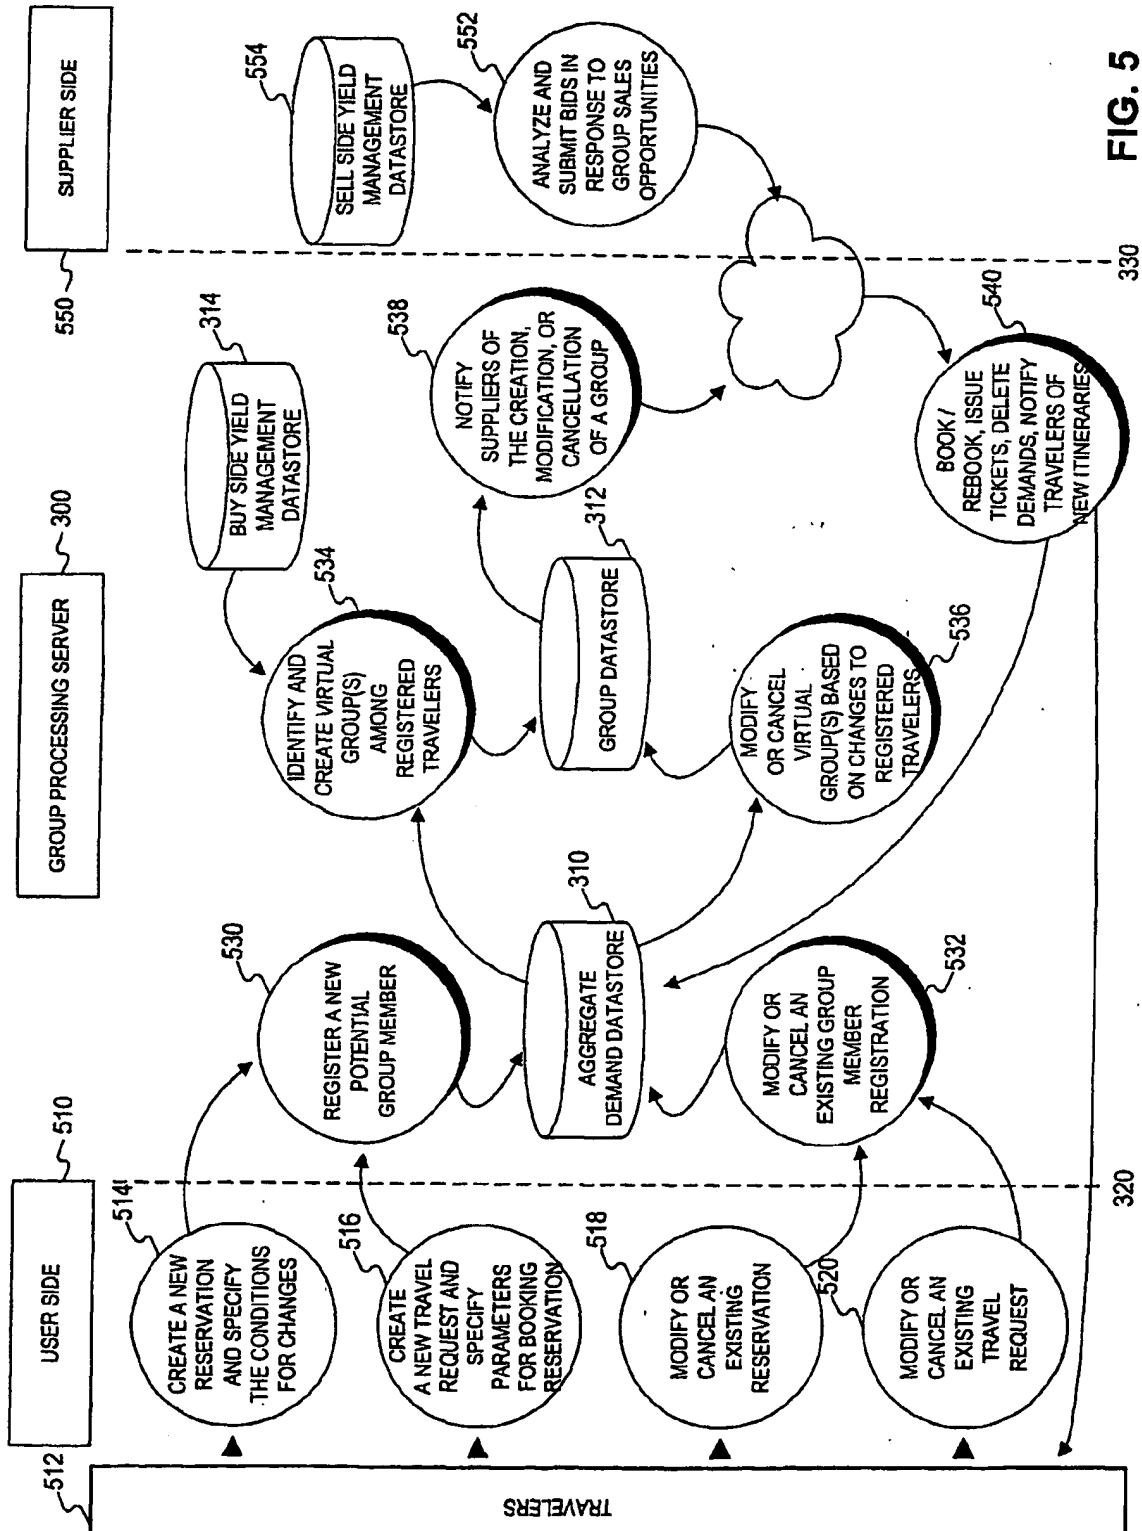 USER SIDE
510
GROUP PROCESSING SERVER
300
550
SUPPLIER SIDE
512
TRAVELERS
514
CREATE A NEW
RESERVATION
AND SPECIFY
THE CONDITIONS
FOR CHANGES
516
CREATE
A NEW TRAVEL
REQUEST AND
SPECIFY
PARAMETERS
FOR BOOKING
RESERVATION
518
MODIFY OR
CANCEL AN
EXISTING
RESERVATION
520
MODIFY OR
CANCEL AN
EXISTING
TRAVEL
REQUEST
320
530
REGISTER A NEW
POTENTIAL
GROUP MEMBER
310
AGGREGATE
DEMAND DATASTORE
532
MODIFY OR
CANCEL AN
EXISTING GROUP
MEMBER
REGISTRATION
534
IDENTIFY AND
CREATE VIRTUAL
GROUP(S)
AMONG
REGISTERED
TRAVELERS
314
BUY SIDE YIELD
MANAGEMENT
DATASTORE
312
GROUP DATASTORE
536
MODIFY
OR CANCEL
VIRTUAL
GROUP(S) BASED
ON CHANGES TO
REGISTERED
TRAVELERS
538
NOTIFY
SUPPLIERS OF
THE CREATION,
MODIFICATION, OR
CANCELLATION
OF A GROUP
540
BOOK /
REBOOK, ISSUE
TICKETS, DELETE
DEMANDS, NOTIFY
TRAVELERS OF
NEW ITINERARIES
330
554
SELL SIDE YIELD
MANAGEMENT
DATASTORE
552
ANALYZE AND
SUBMIT BIDS IN
RESPONSE TO
GROUP SALES
OPPORTUNITIES
FIG. 5